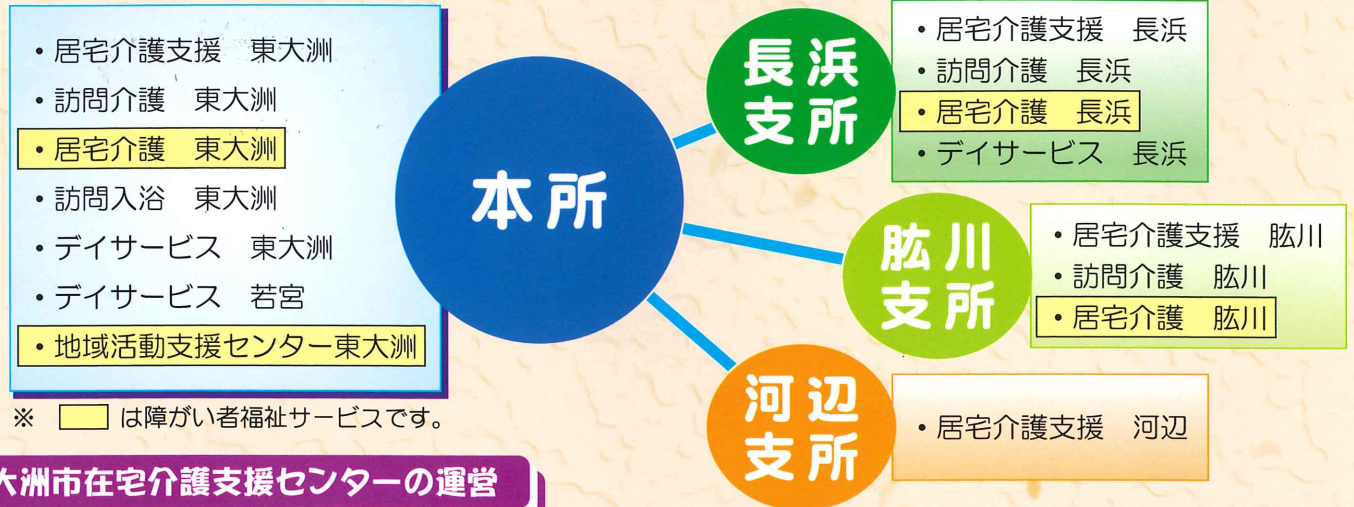 ・居宅介護支援　東大洲
・訪問介護　東大洲
・居宅介護　東大洲
・訪問入浴　東大洲
・デイサービス　東大洲
・デイサービス　若宮
・地域活動支援センター東大洲
※　　は障がい者福祉サービスです。
本所
長浜
支所
・居宅介護支援　長浜
・訪問介護　長浜
・居宅介護　長浜
・デイサービス　長浜
肱川
支所
・居宅介護支援　肱川
・訪問介護　肱川
・居宅介護　肱川
河辺
支所
・居宅介護支援　河辺
大洲市在宅介護支援センターの運営